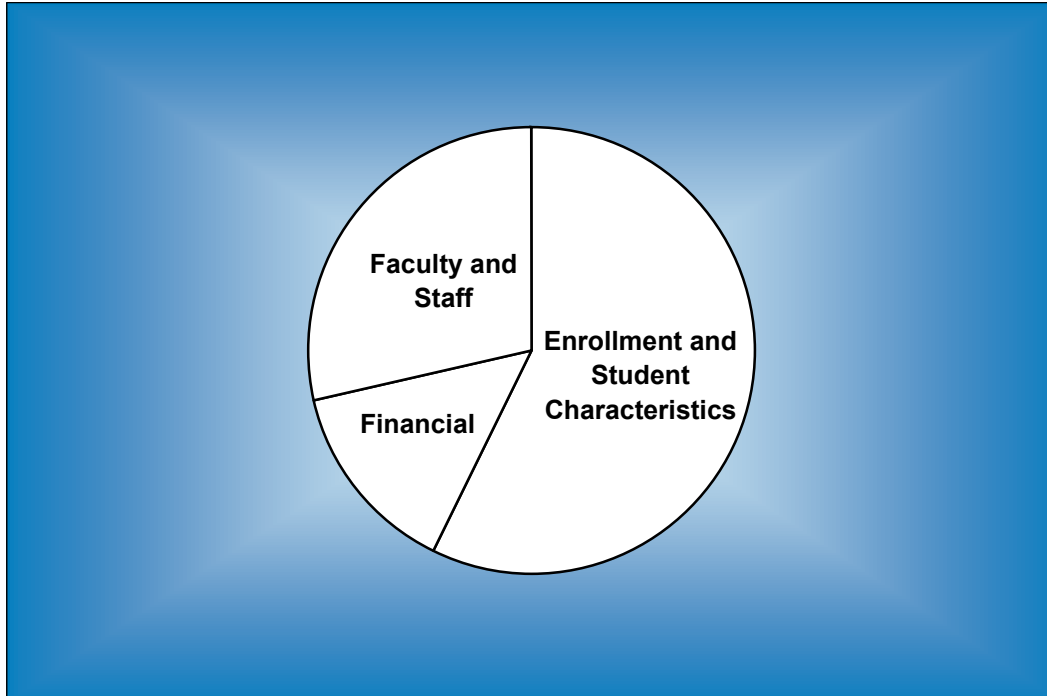 Faculty and
Staff
Enrollment and
Student
Characteristics
Financial